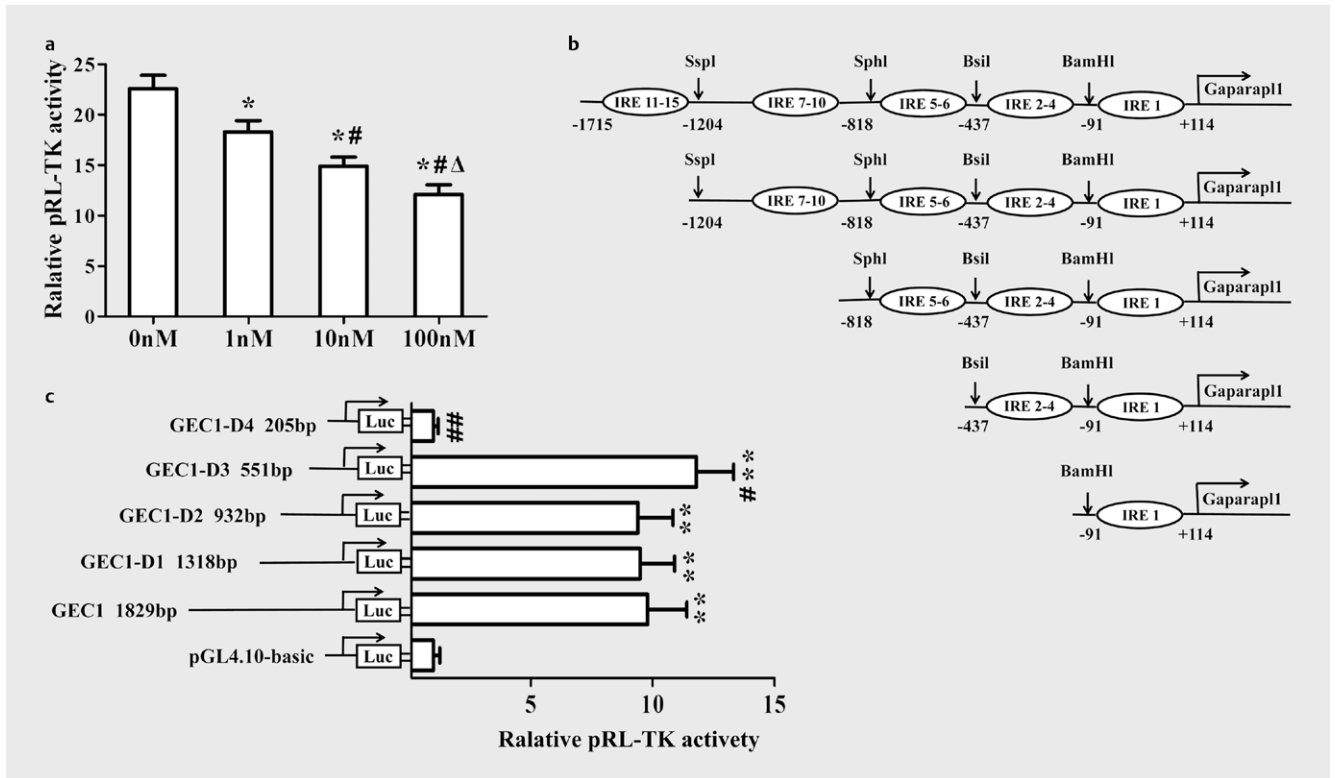 a
Ralative pRL-TK activity
25
20
15
10
5
0
*
*#
*#Δ
0nM
1nM
10nM
100nM
b
SspI
SphI
BsiI
BamHI
IRE 11-15
IRE 7-10
IRE 5-6
IRE 2-4
IRE 1
Gaparapl1
-1715
-1204
-818
-437
-91
+114
SspI
SphI
BsiI
BamHI
IRE 7-10
IRE 5-6
IRE 2-4
IRE 1
Gaparapl1
-1204
-818
-437
-91
+114
SphI
BsiI
BamHI
IRE 5-6
IRE 2-4
IRE 1
Gaparapl1
-818
-437
-91
+114
BsiI
BamHI
IRE 2-4
IRE 1
Gaparapl1
-437
-91
+114
BamHI
IRE 1
Gaparapl1
-91
+114
c
GEC1-D4 205bp Luc ##
GEC1-D3 551bp Luc **#
GEC1-D2 932bp Luc **
GEC1-D1 1318bp Luc **
GEC1 1829bp Luc **
pGL4.10-basic Luc
5 10 15
Ralative pRL-TK activety